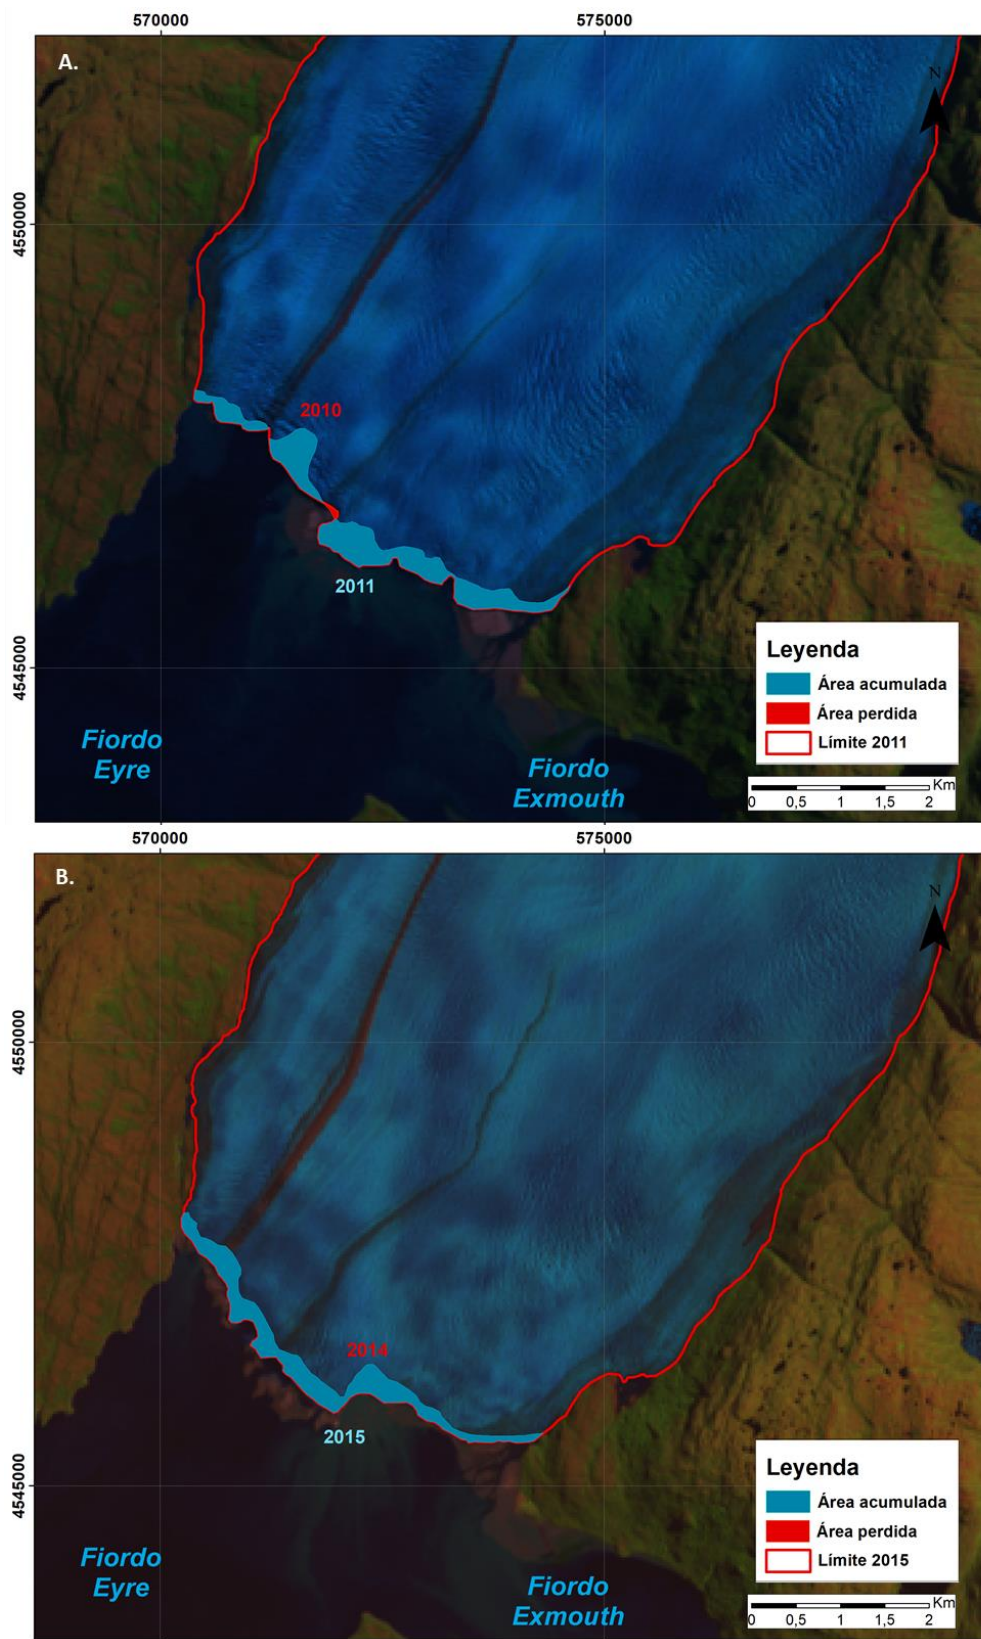 570000
575000
A.
N
4550000
2010
2011
4545000
Leyenda
Área acumulada
Área perdida
Límite 2011
Fiordo
Eyre
Fiordo
Exmouth
Km
0 0,5 1 1,5 2
570000
575000
B.
N
4550000
2014
2015
4545000
Leyenda
Área acumulada
Área perdida
Límite 2015
Fiordo
Eyre
Fiordo
Exmouth
Km
0 0,5 1 1,5 2